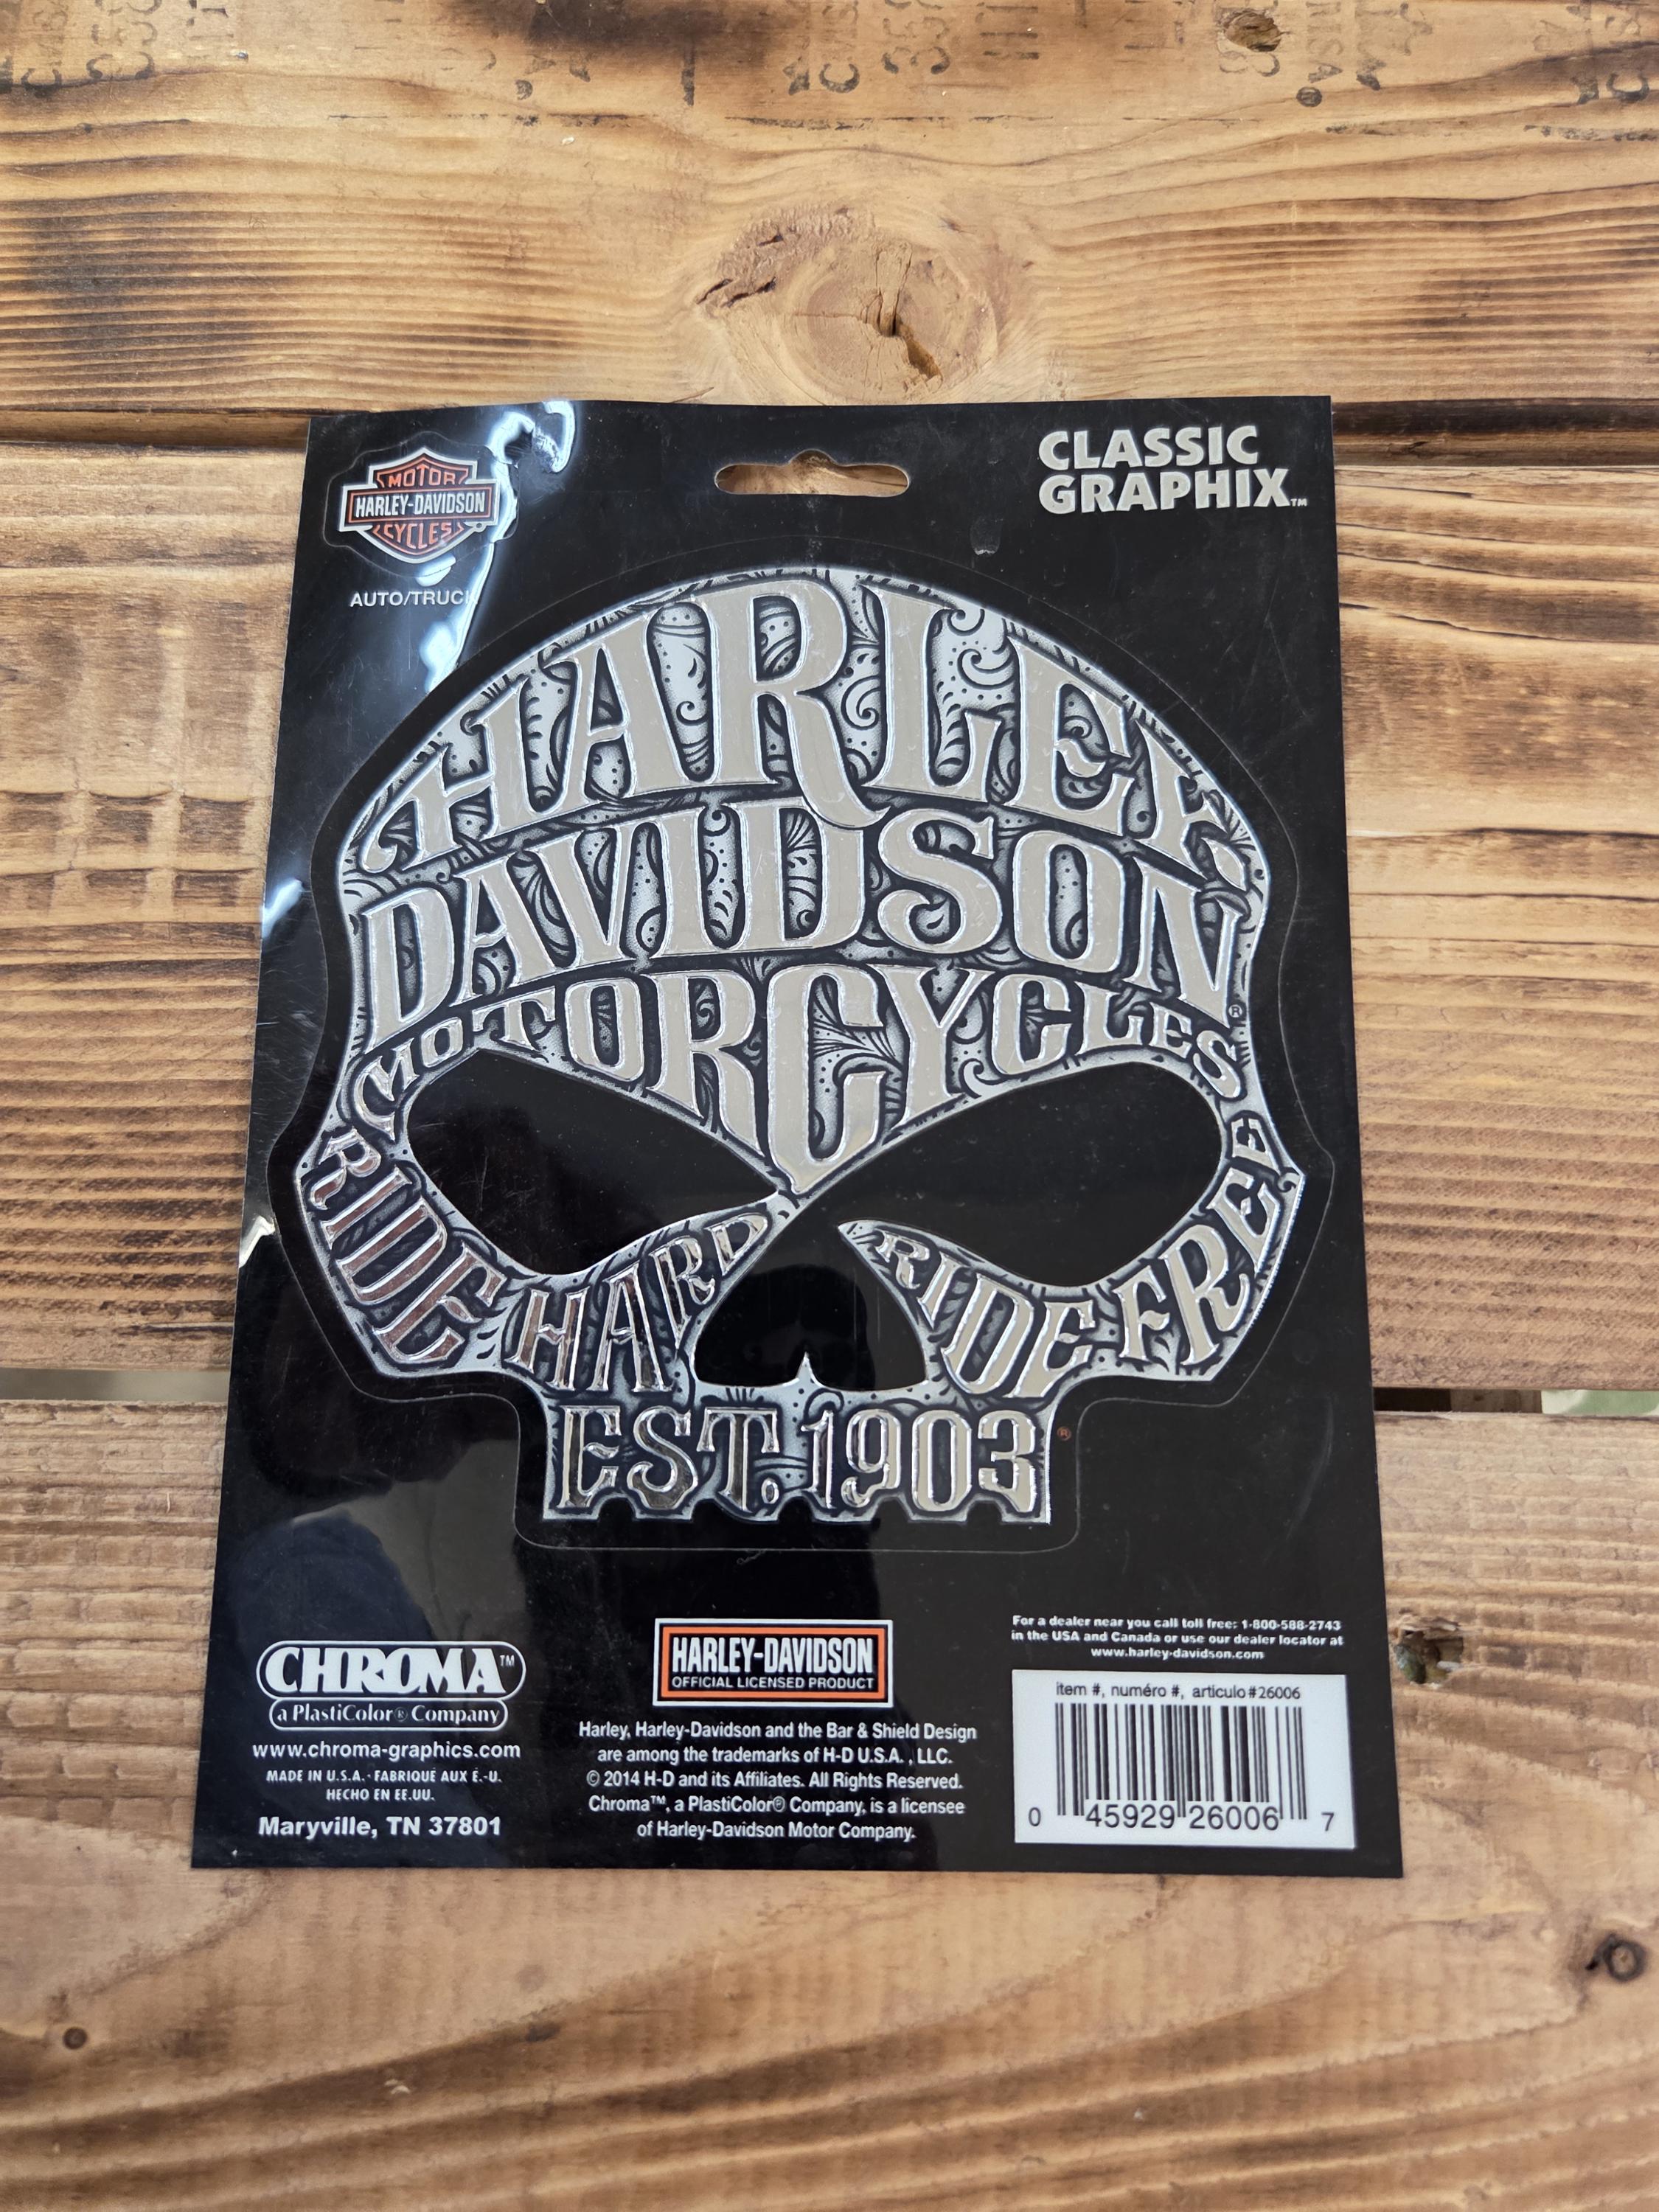 MOTOR
HARLEY-DAVIDSON
CYCLES
AUTO/TRUCK
CLASSIC
GRAPHIX™
HARLEY
DAVIDSON
MOTORCYCLES®
RIDE HARD RIDE FREE
EST. 1903®
CHROMA™
a PlastiColor® Company
www.chroma-graphics.com
MADE IN U.S.A.· FABRIQUÉ AUX É.-U.
HECHO EN EE.UU.
Maryville, TN 37801
HARLEY-DAVIDSON
OFFICIAL LICENSED PRODUCT
Harley, Harley-Davidson and the Bar & Shield Design
are among the trademarks of H-D U.S.A. , LLC.
© 2014 H-D and its Affiliates. All Rights Reserved.
Chroma™, a PlastiColor® Company, is a licensee
of Harley-Davidson Motor Company.
For a dealer near you call toll free: 1-800-588-2743
in the USA and Canada or use our dealer locator at
www.harley-davidson.com
item #, numéro #, articulo#26006
0 45929 26006 7